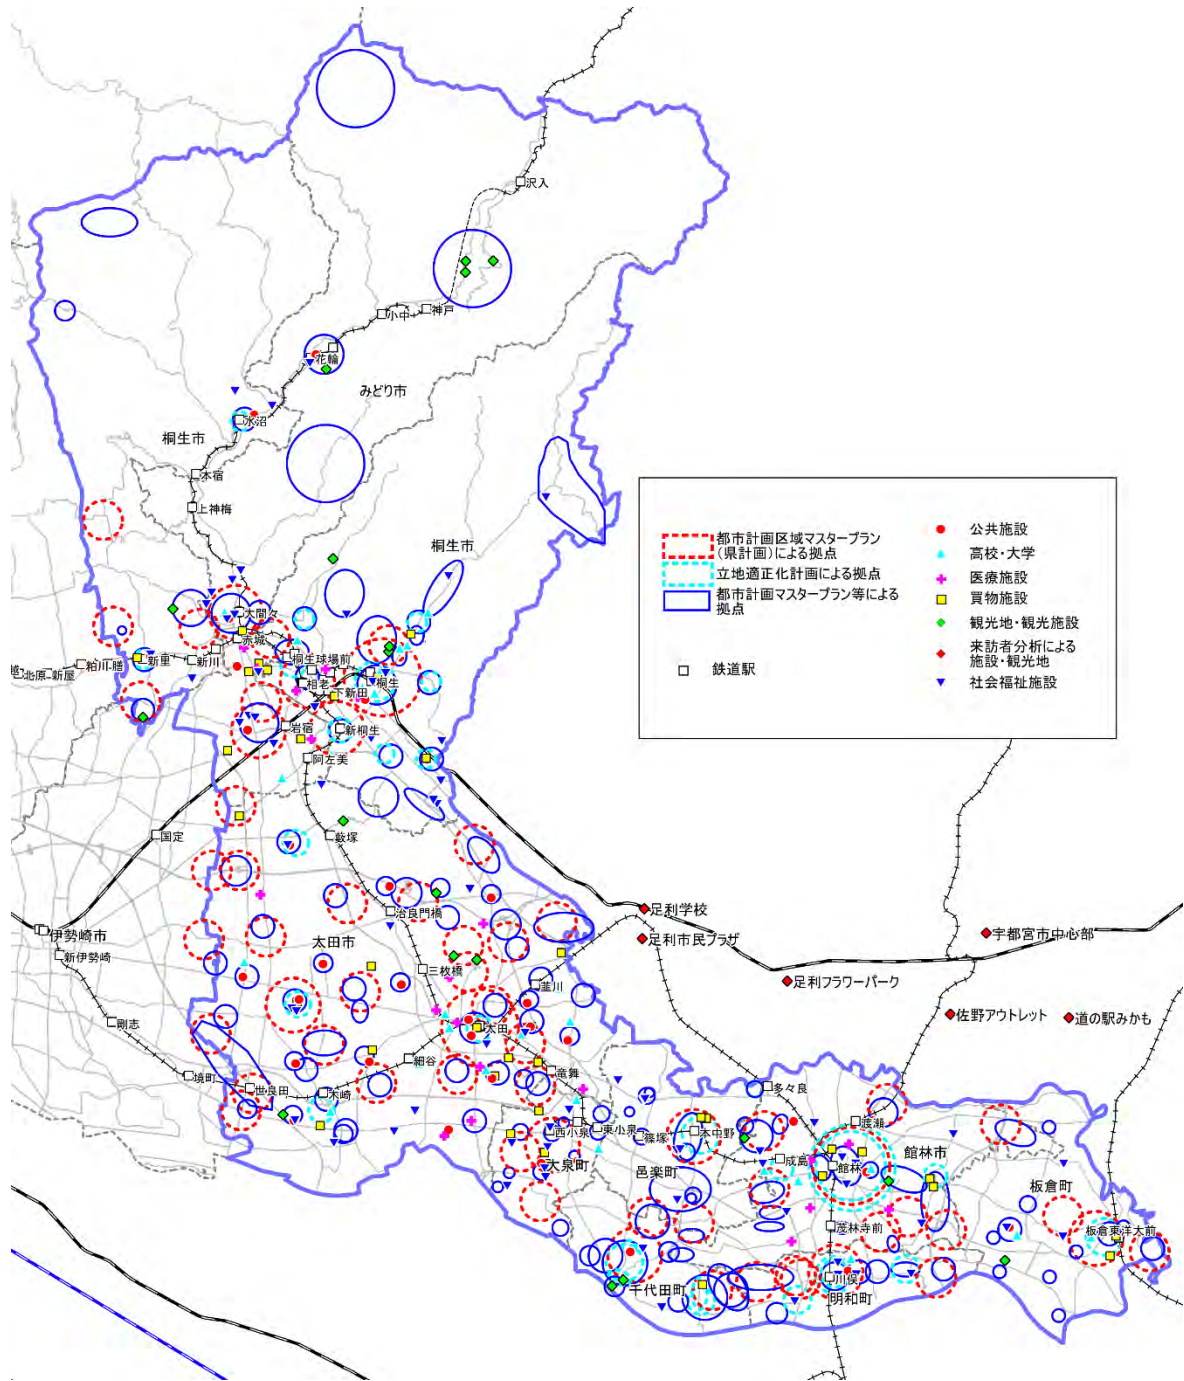 沢入
神戸
小中
花輪
みどり市
水沼
桐生市
本宿
上神梅
桐生市
都市計画区域マスタープラン
(県計画)による拠点
立地適正化計画による拠点
都市計画マスタープラン等による
拠点
公共施設
高校・大学
医療施設
買物施設
観光地・観光施設
来訪者分析による
施設・観光地
社会福祉施設
鉄道駅
大間々
赤城
桐生球場前
北原
新屋
粕川
膳
新里
新川
相老
下新田
桐生
岩宿
新桐生
阿左美
国定
藪塚
治良門橋
足利学校
足利市民プラザ
宇都宮市中心部
伊勢崎市
新伊勢崎
太田市
三枚橋
韮川
足利フラワーパーク
佐野アウトレット
道の駅みかも
剛志
太田
細谷
竜舞
境町
世良田
木崎
多々良
渡瀬
西小泉
東小泉
篠塚
本中野
成島
館林
館林市
大泉町
邑楽町
板倉町
茂林寺前
板倉東洋大前
千代田町
川俣
明和町